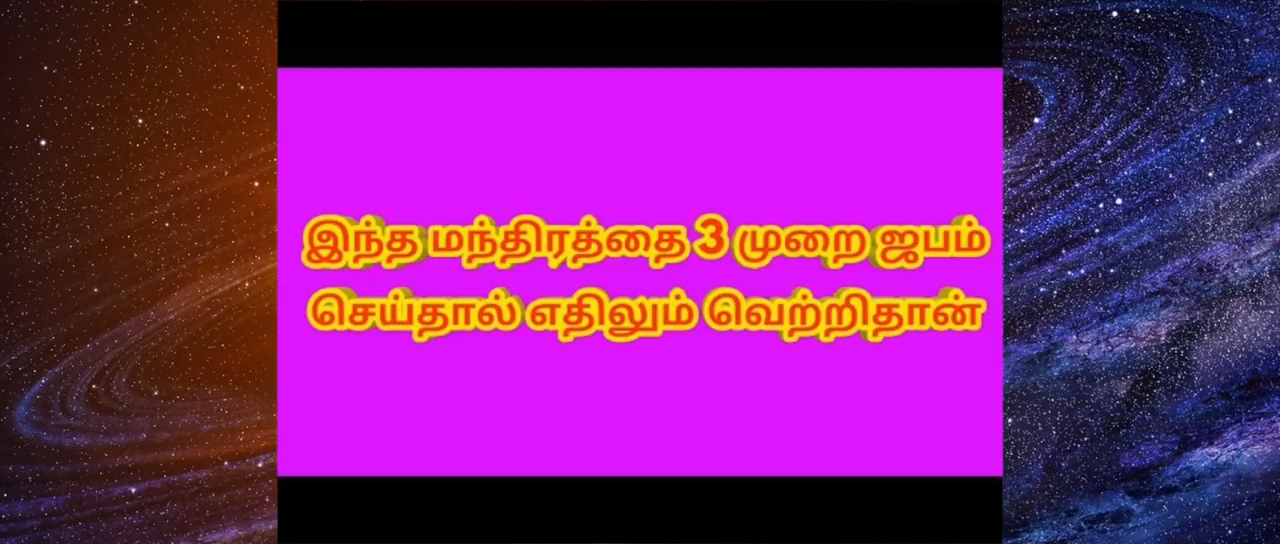 இந்த மந்திரத்தை 3 முறை ஜபம்
செய்தால் எதிலும் வெற்றிதான்